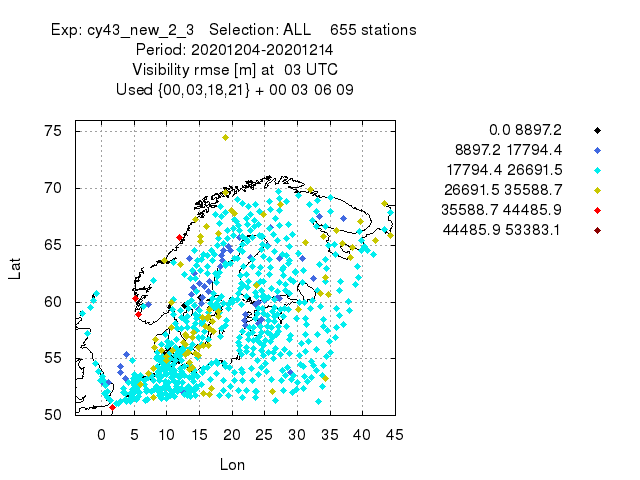 Exp: cy43_new_2_3   Selection: ALL    655 stations
Period: 20201204-20201214
Visibility rmse [m] at  03 UTC
Used {00,03,18,21} + 00 03 06 09
0.0 8897.2
8897.2 17794.4
17794.4 26691.5
26691.5 35588.7
35588.7 44485.9
44485.9 53383.1
75
70
65
60
55
50
Lat
0 5 10 15 20 25 30 35 40 45
Lon